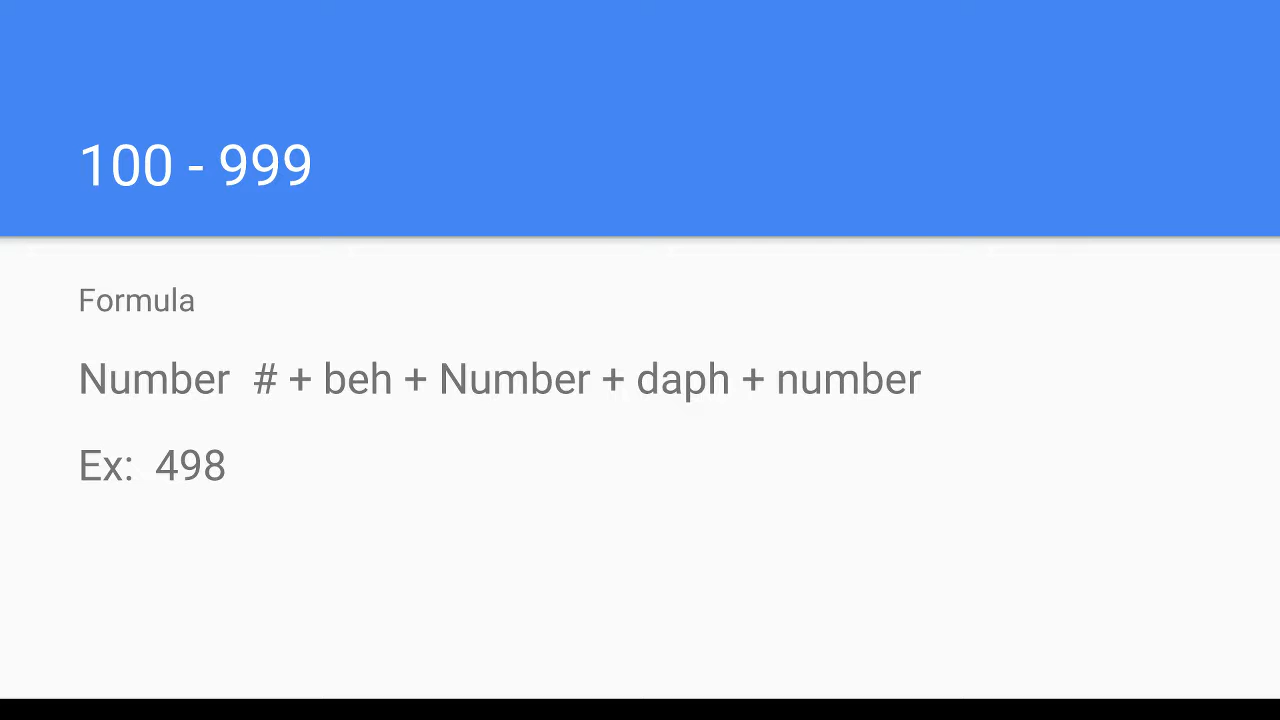 100 - 999
Formula
Number  # + beh + Number + daph + number
Ex:  498